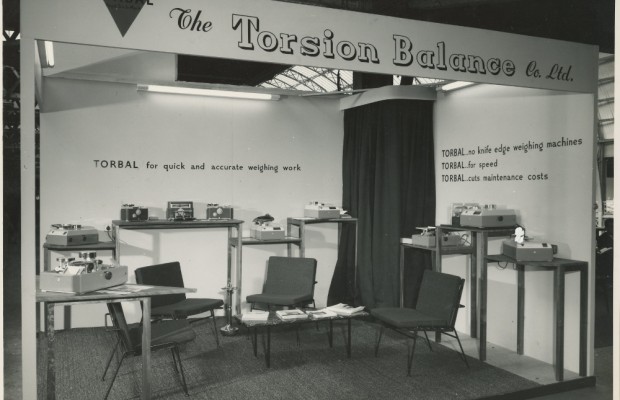 The Torsion Balance Co. Ltd.
TORBAL for quick and accurate weighing work
TORBAL..no knife edge weighing machines
TORBAL..for speed
TORBAL..cuts maintenance costs